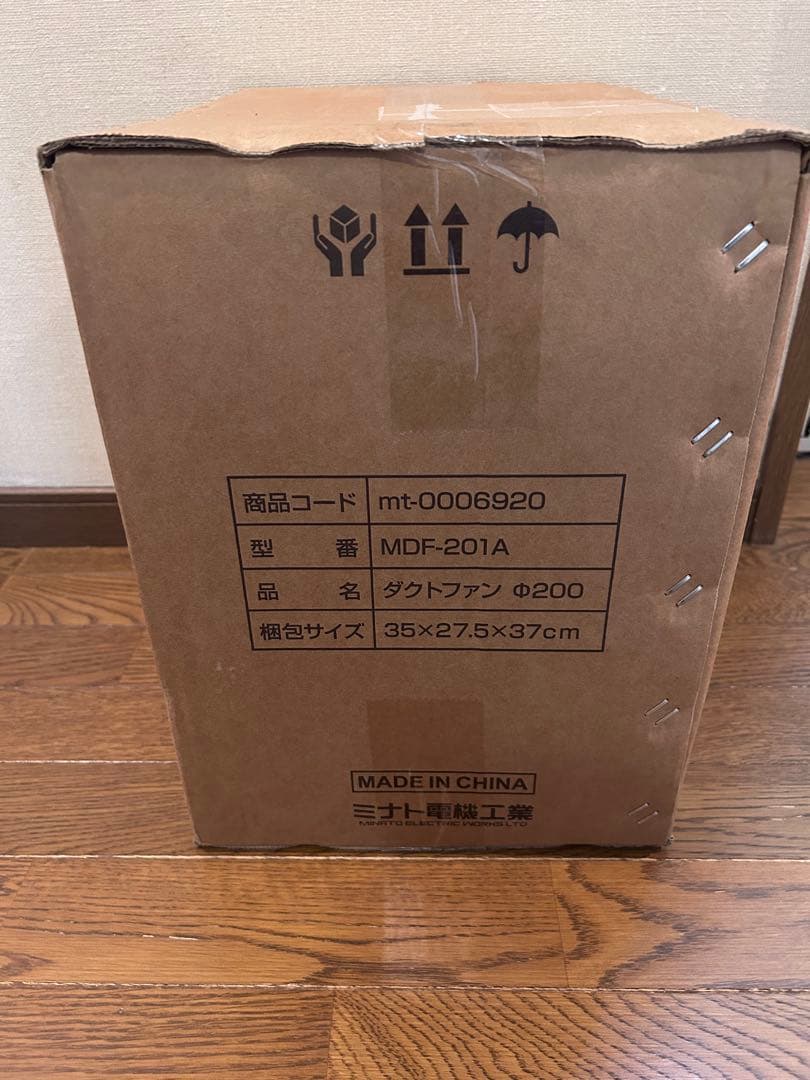 商品コード mt-0006920
型番 MDF-201A
品名 ダクトファン Φ200
梱包サイズ 35×27.5×37cm
MADE IN CHINA
ミナト電機工業
MINATO ELECTRIC WORKS LTD